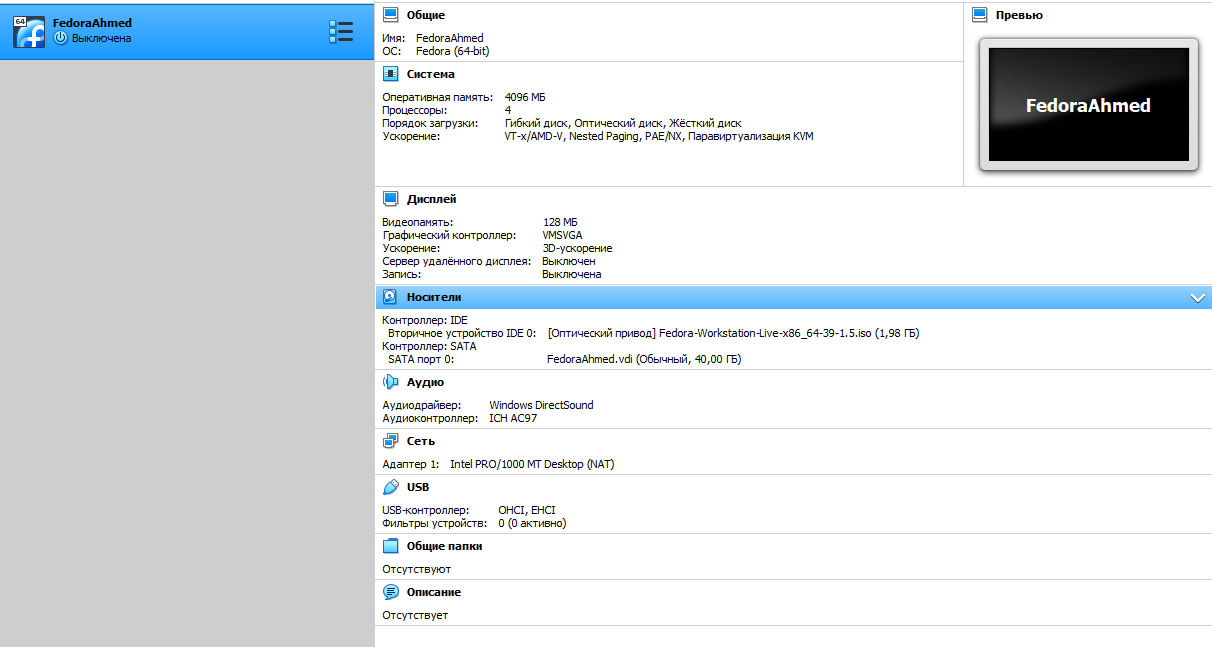 64
FedoraAhmed
Выключена
Общие
Имя: FedoraAhmed
ОС: Fedora (64-bit)
Превью
FedoraAhmed
Система
Оперативная память: 4096 МБ
Процессоры: 4
Порядок загрузки: Гибкий диск, Оптический диск, Жёсткий диск
Ускорение: VT-x/AMD-V, Nested Paging, PAE/NX, Паравиртуализация KVM
Дисплей
Видеопамять: 128 МБ
Графический контроллер: VMSVGA
Ускорение: 3D-ускорение
Сервер удалённого дисплея: Выключен
Запись: Выключена
Носители
Контроллер: IDE
Вторичное устройство IDE 0: [Оптический привод] Fedora-Workstation-Live-x86_64-39-1.5.iso (1,98 ГБ)
Контроллер: SATA
SATA порт 0: FedoraAhmed.vdi (Обычный, 40,00 ГБ)
Аудио
Аудиодрайвер: Windows DirectSound
Аудиоконтроллер: ICH AC97
Сеть
Адаптер 1: Intel PRO/1000 MT Desktop (NAT)
USB
USB-контроллер: OHCI, EHCI
Фильтры устройств: 0 (0 активно)
Общие папки
Отсутствуют
Описание
Отсутствует